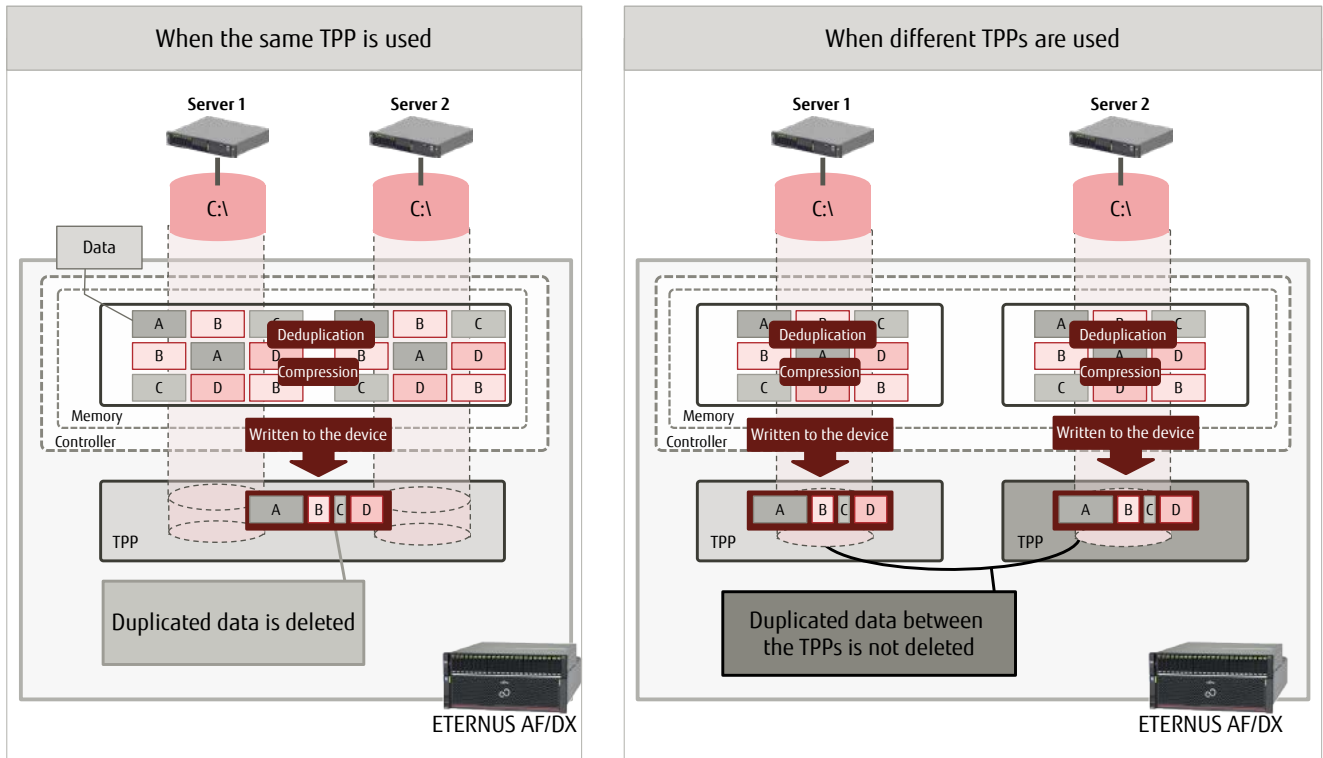 When the same TPP is used
Server 1
Server 2
C:\
C:\
Data
A B C A B C
Deduplication
B A D B A D
Compression
C D B C D B
Memory
Controller
Written to the device
A B C D
TPP
Duplicated data is deleted
ETERNUS AF/DX
When different TPPs are used
Server 1
Server 2
C:\
C:\
A B C
A B C
Deduplication
Deduplication
B A D
B A D
Compression
Compression
C D B
C D B
Memory
Controller
Written to the device
Written to the device
A B C D
A B C D
TPP
TPP
Duplicated data between
the TPPs is not deleted
ETERNUS AF/DX